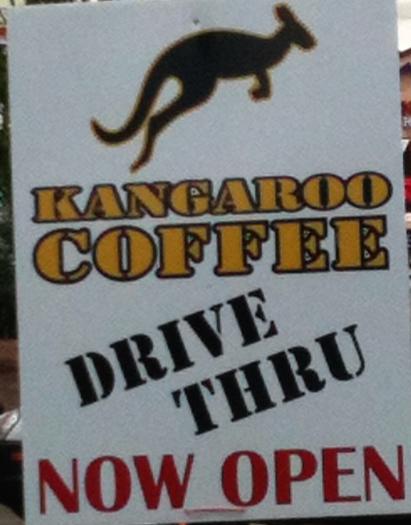 KANGAROO
COFFEE
DRIVE
THRU
NOW OPEN